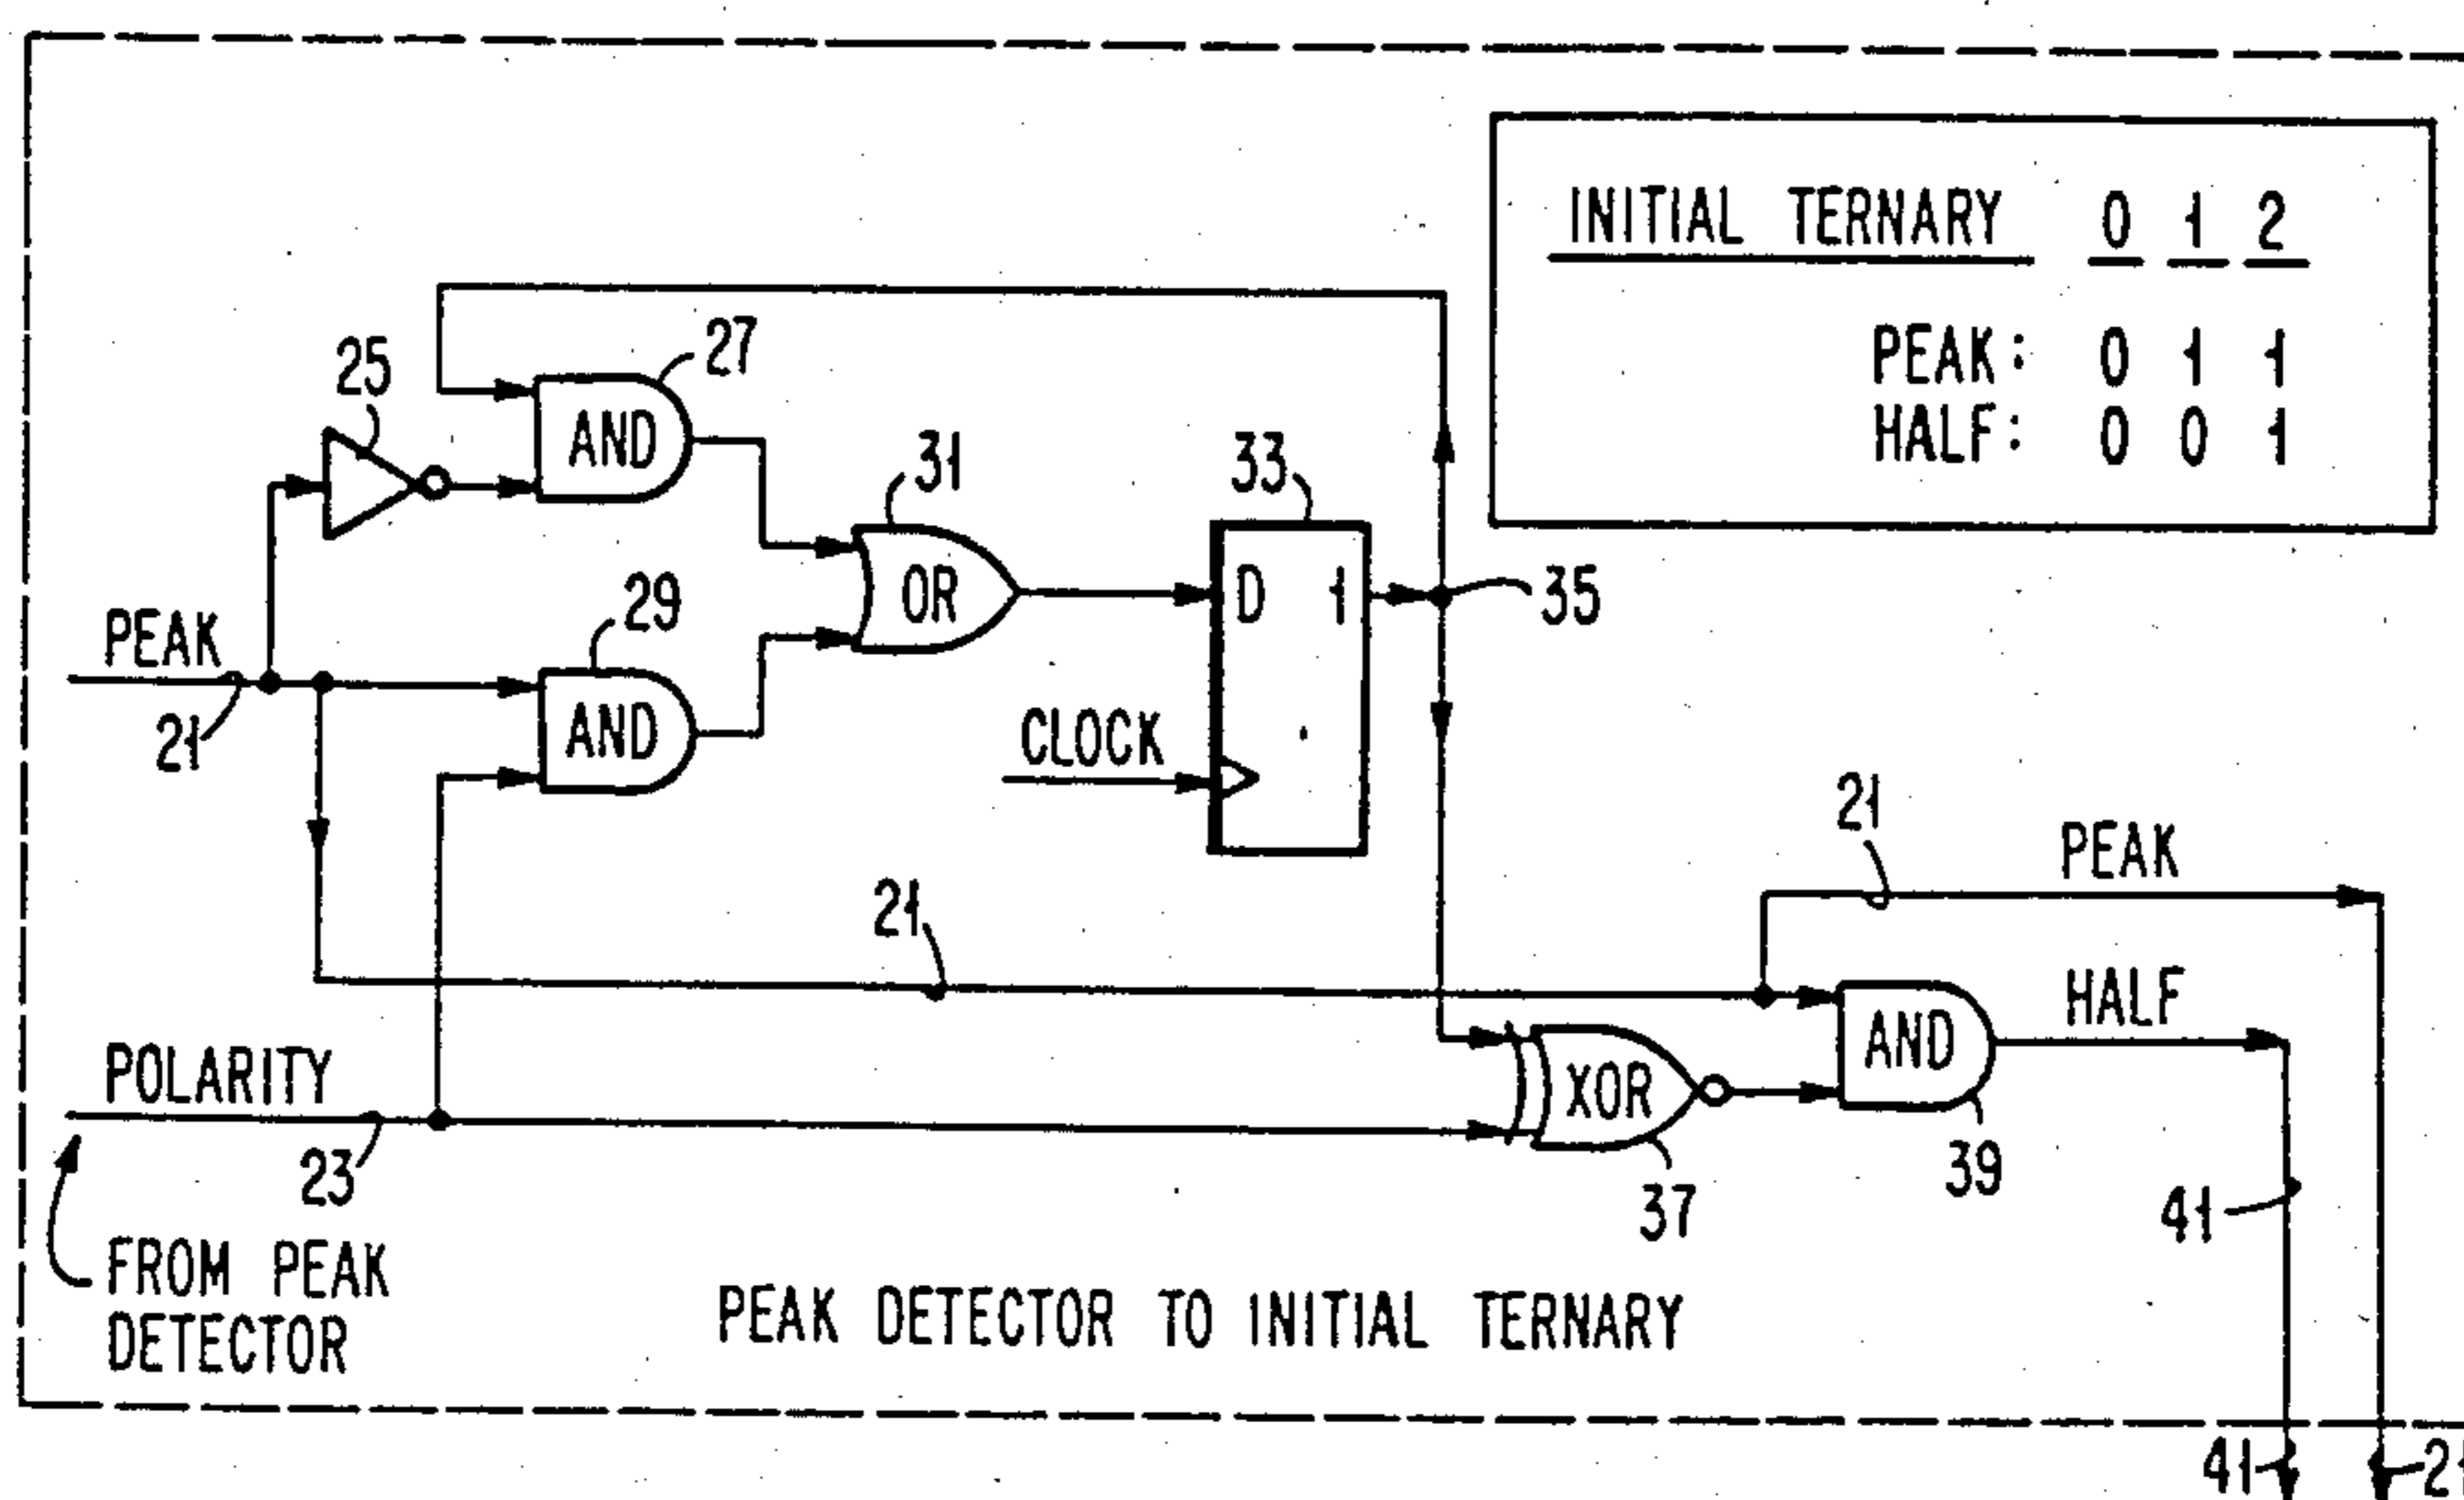 INITIAL TERNARY 0 1 2
PEAK: 0 1 1
HALF: 0 0 1
27
25
AND
31
33
OR
D 1
35
29
PEAK
21
AND
CLOCK
21
PEAK
21
HALF
AND
POLARITY
XOR
23
39
37
41
FROM PEAK
DETECTOR
PEAK DETECTOR TO INITIAL TERNARY
41
21